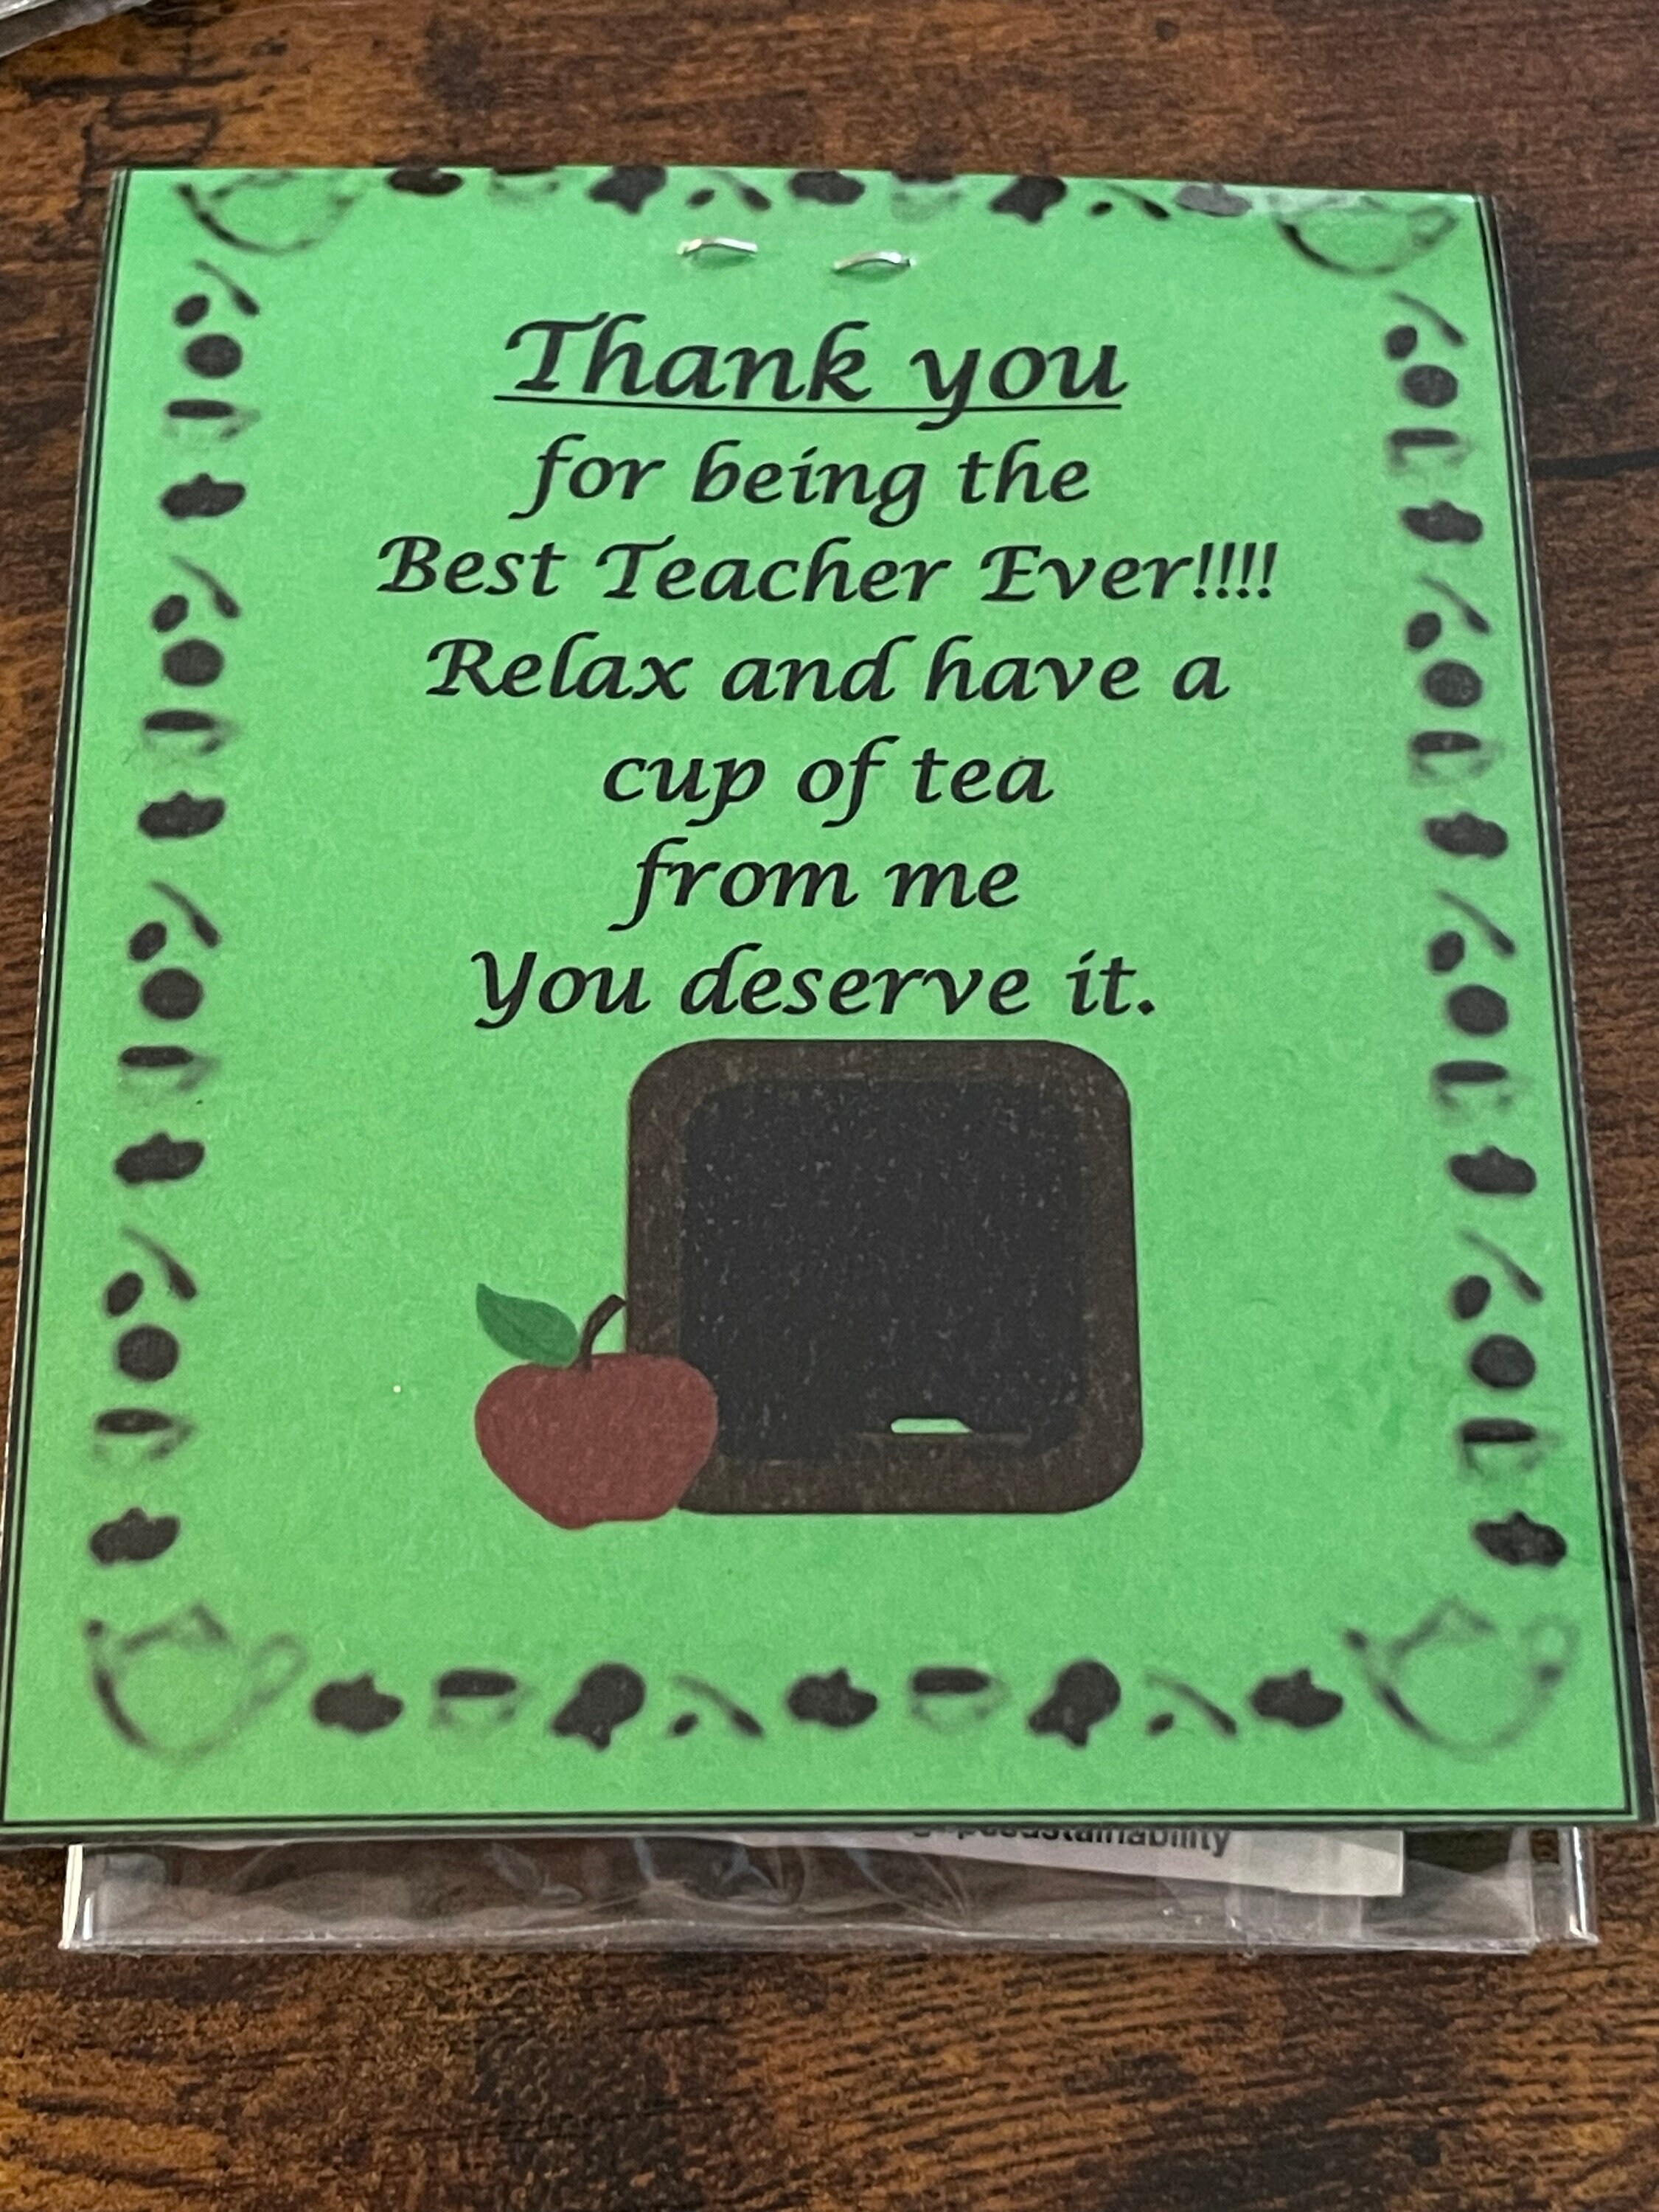 Thank you
for being the
Best Teacher Ever!!!!
Relax and have a
cup of tea
from me
You deserve it.